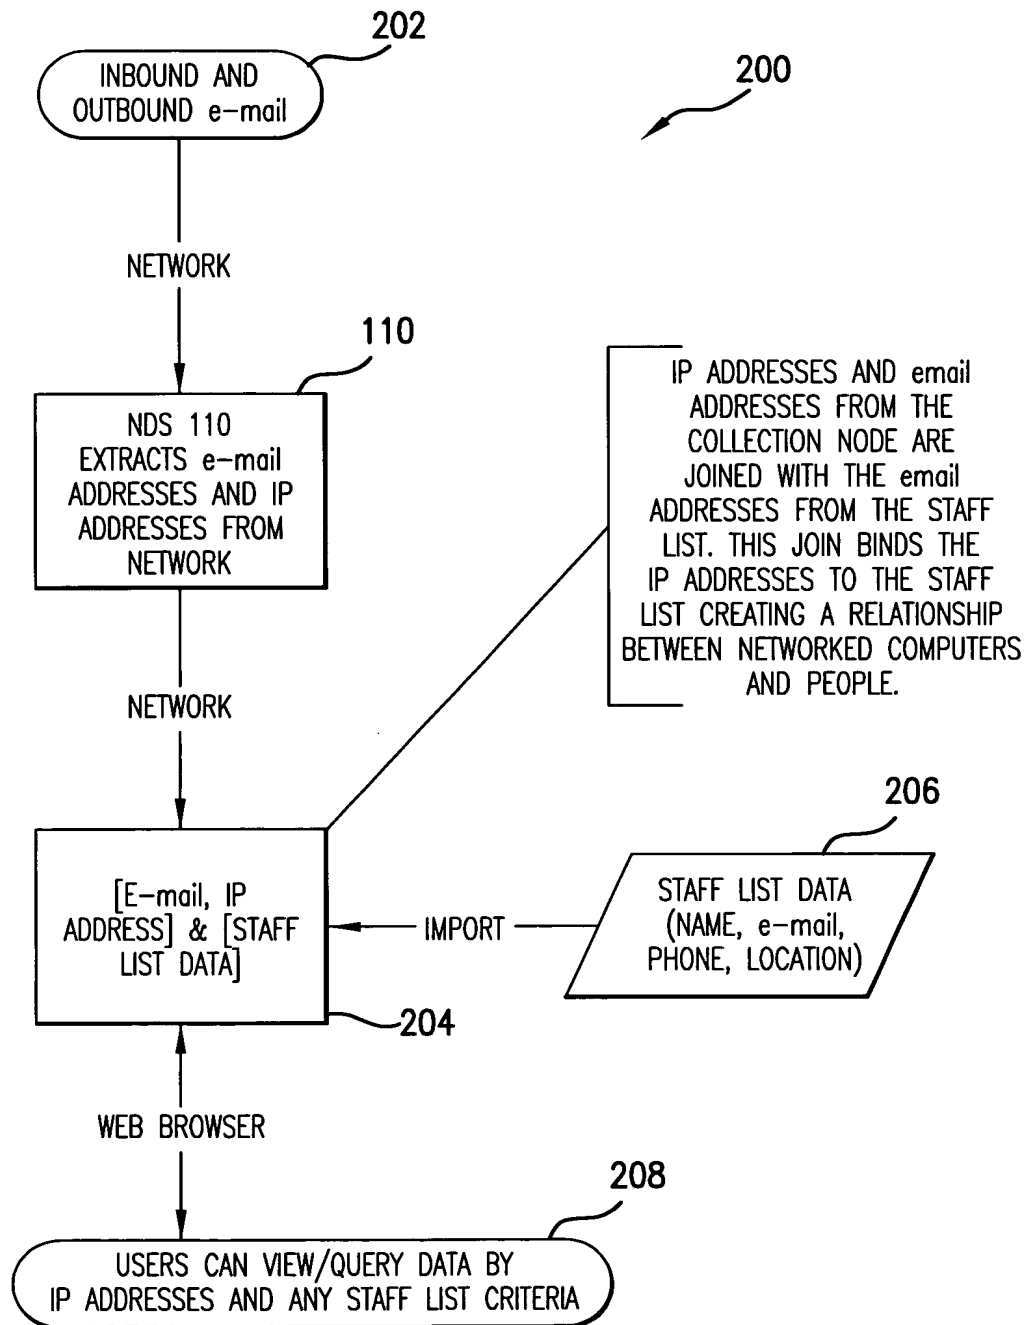 202
INBOUND AND
OUTBOUND e-mail
200
NETWORK
110
NDS 110
EXTRACTS e-mail
ADDRESSES AND IP
ADDRESSES FROM
NETWORK
IP ADDRESSES AND email
ADDRESSES FROM THE
COLLECTION NODE ARE
JOINED WITH THE email
ADDRESSES FROM THE STAFF
LIST. THIS JOIN BINDS THE
IP ADDRESSES TO THE STAFF
LIST CREATING A RELATIONSHIP
BETWEEN NETWORKED COMPUTERS
AND PEOPLE.
NETWORK
206
[E-mail, IP
ADDRESS] & [STAFF
LIST DATA]
IMPORT
STAFF LIST DATA
(NAME, e-mail,
PHONE, LOCATION)
204
WEB BROWSER
208
USERS CAN VIEW/QUERY DATA BY
IP ADDRESSES AND ANY STAFF LIST CRITERIA